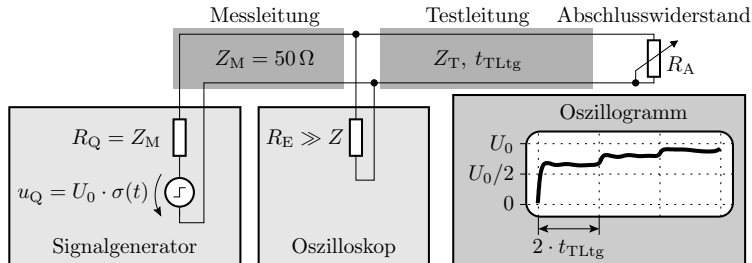 Messleitung
Testleitung
Abschlusswiderstand
Z_M = 50 Ω
Z_T, t_TLtg
R_A
R_Q = Z_M
u_Q = U_0 · σ(t)
Signalgenerator
R_E ≫ Z
Oszilloskop
Oszillogramm
U_0
U_0/2
0
2 · t_TLtg